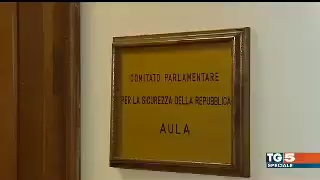 COMITATO PARLAMENTARE
PER LA SICUREZZA DELLA REPUBBLICA
AULA
TG5
SPECIALE